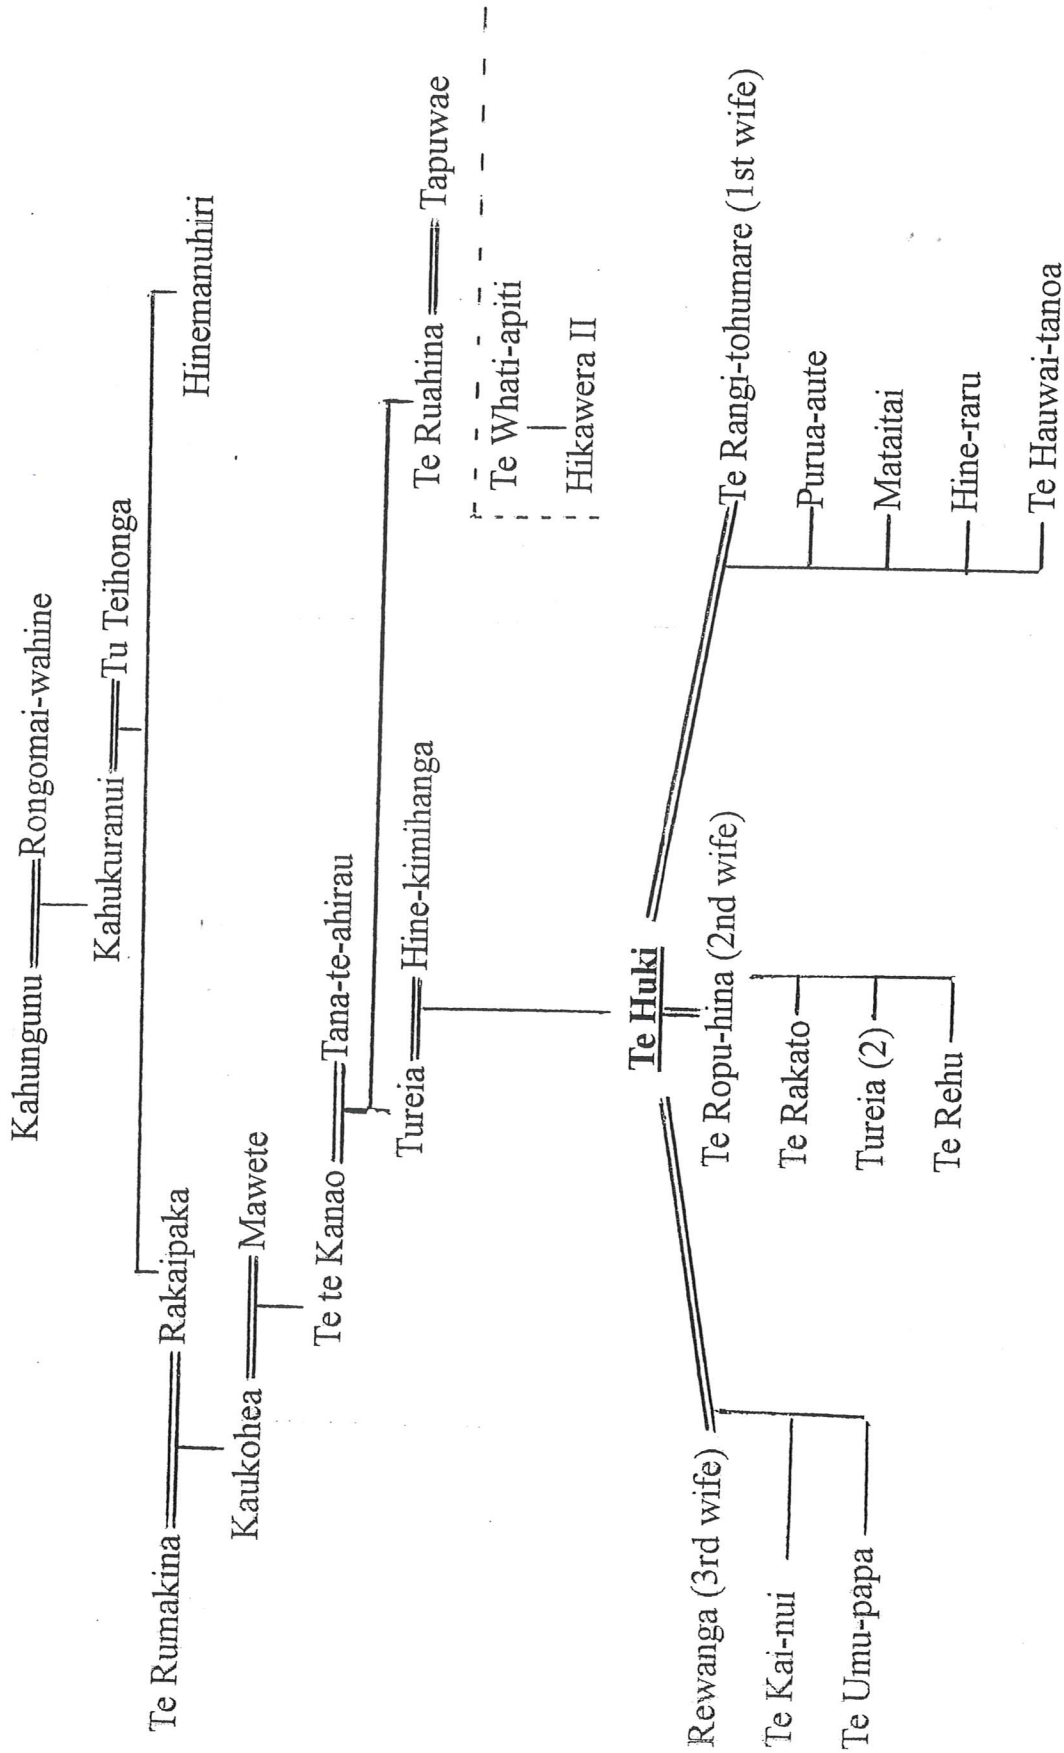 Kahungunu Rongomai-wahine
Kahukuranui Tu Teihonga
Te Rumakina Rakaipaka Hinemanuhiri
Kaukohea Mawete
Te te Kanao Tana-te-ahirau
Tureia Hine-kimihanga Te Ruahina Tapuwae
Te Whati-apiti
Hikawera II
Te Huki
Rewanga (3rd wife) Te Ropu-hina (2nd wife) Te Rangi-tohumare (1st wife)
Te Kai-nui Te Rakato Purua-aute
Te Umu-papa Tureia (2) Mataitai
Te Rehu Hine-raru
Te Hauwai-tanoa